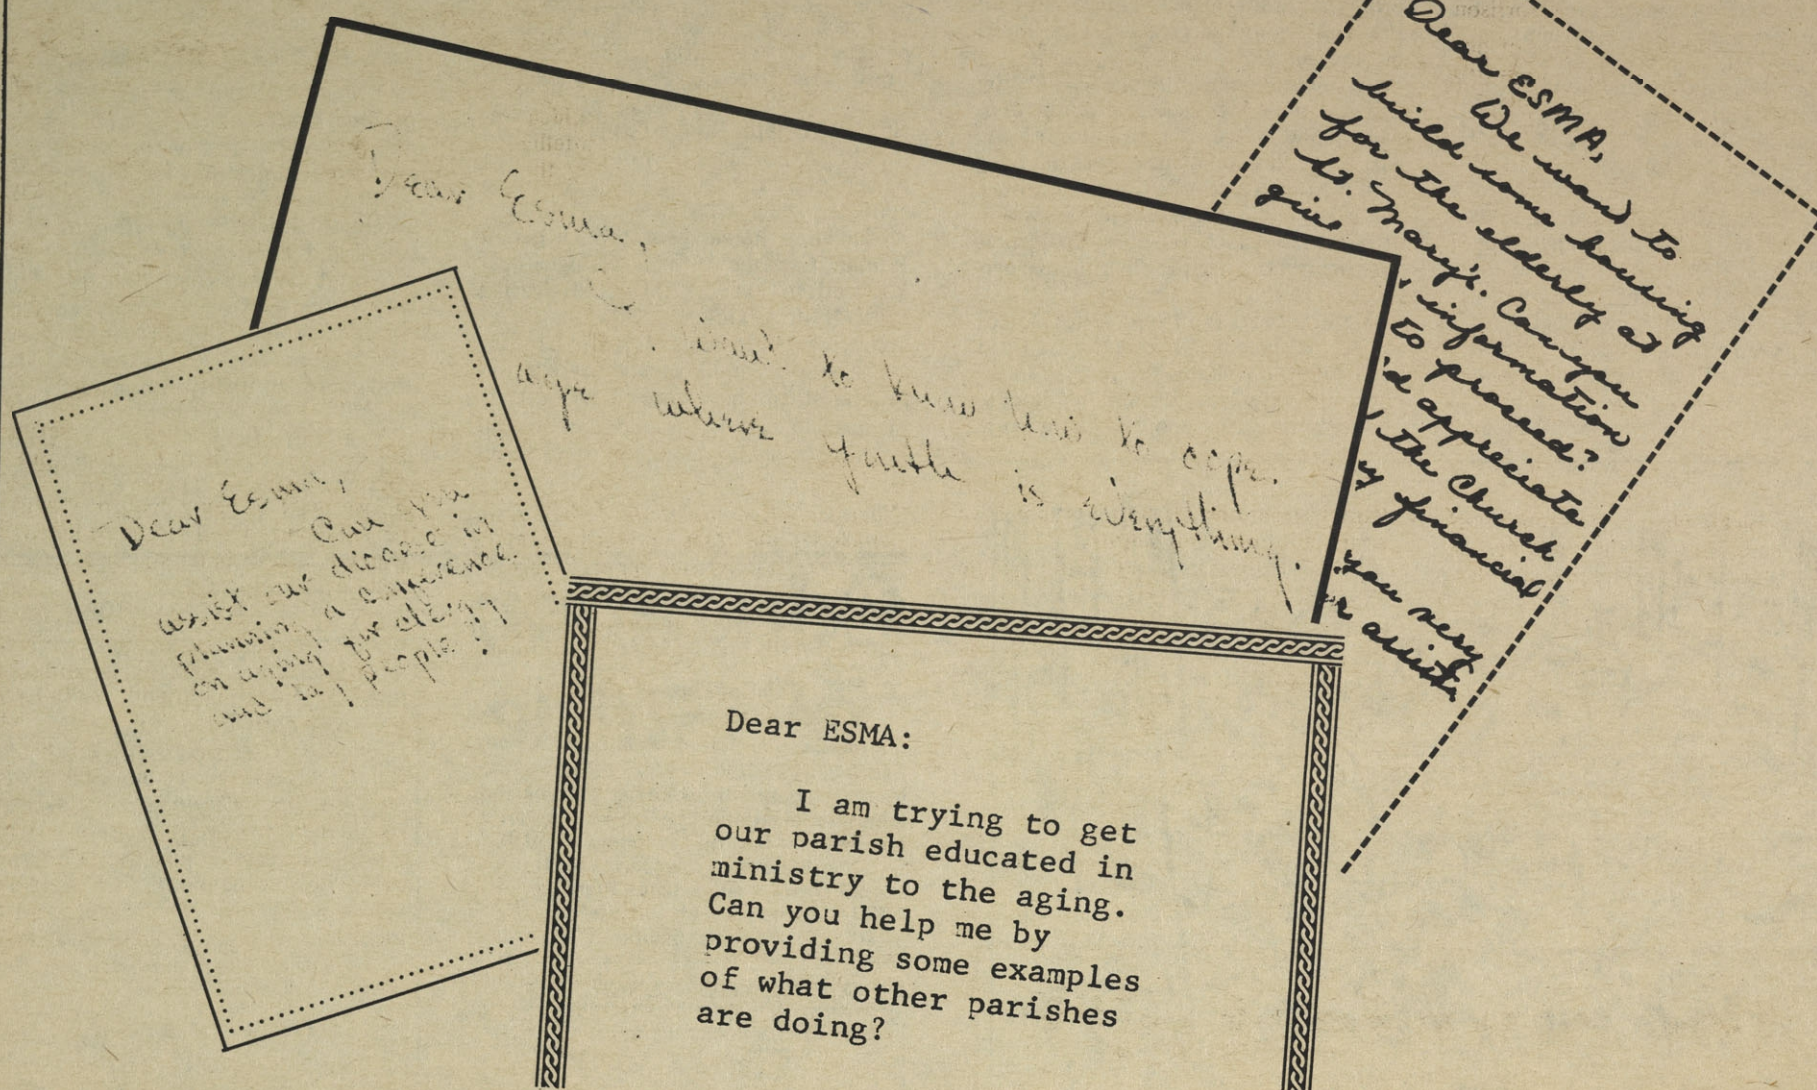 Dear Esma,
want to know how to cope.
age where youth is everything.
Dear ESMA,
We want to
build some housing
for the elderly at
St. Mary's. Can you
give
information
to proceed?
appreciate
the Church
financial
you very
Dear Esma,
Can you
assist our diocese in
planning a conference
on aging for clergy
and lay people?
Dear ESMA:
I am trying to get
our parish educated in
ministry to the aging.
Can you help me by
providing some examples
of what other parishes
are doing?